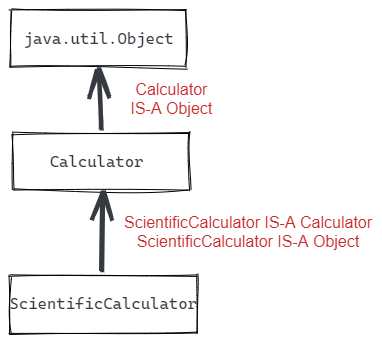 java.util.Object
Calculator
IS-A Object
Calculator
ScientificCalculator IS-A Calculator
ScientificCalculator IS-A Object
ScientificCalculator